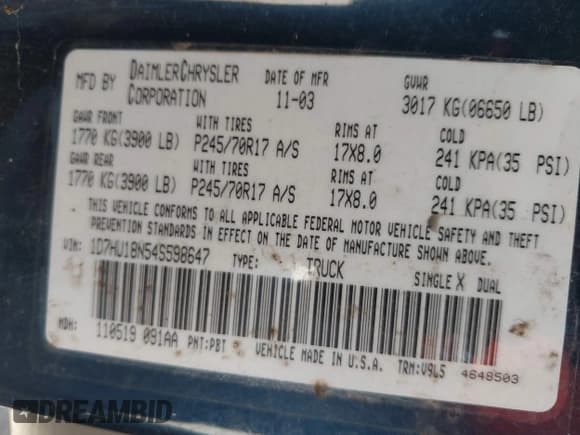 MFD BY DAIMLERCHRYSLER CORPORATION DATE OF MFR 11-03 GVWR 3017 KG(06650 LB)
GAWR FRONT WITH TIRES RIMS AT COLD
1770 KG(3900 LB) P245/70R17 A/S 17X8.0 241 KPA(35 PSI)
GAWR REAR WITH TIRES RIMS AT COLD
1770 KG(3900 LB) P245/70R17 A/S 17X8.0 241 KPA(35 PSI)
THIS VEHICLE CONFORMS TO ALL APPLICABLE FEDERAL MOTOR VEHICLE SAFETY AND THEFT
PREVENTION STANDARDS IN EFFECT ON THE DATE OF MANUFACTURE SHOWN ABOVE.
VIN: 1D7HU18N54S590647 TYPE: TRUCK SINGLE X DUAL
MDH: 110519 091AA PNT:PBT VEHICLE MADE IN U.S.A. TRM:V9L5 4648503
DREAMBID